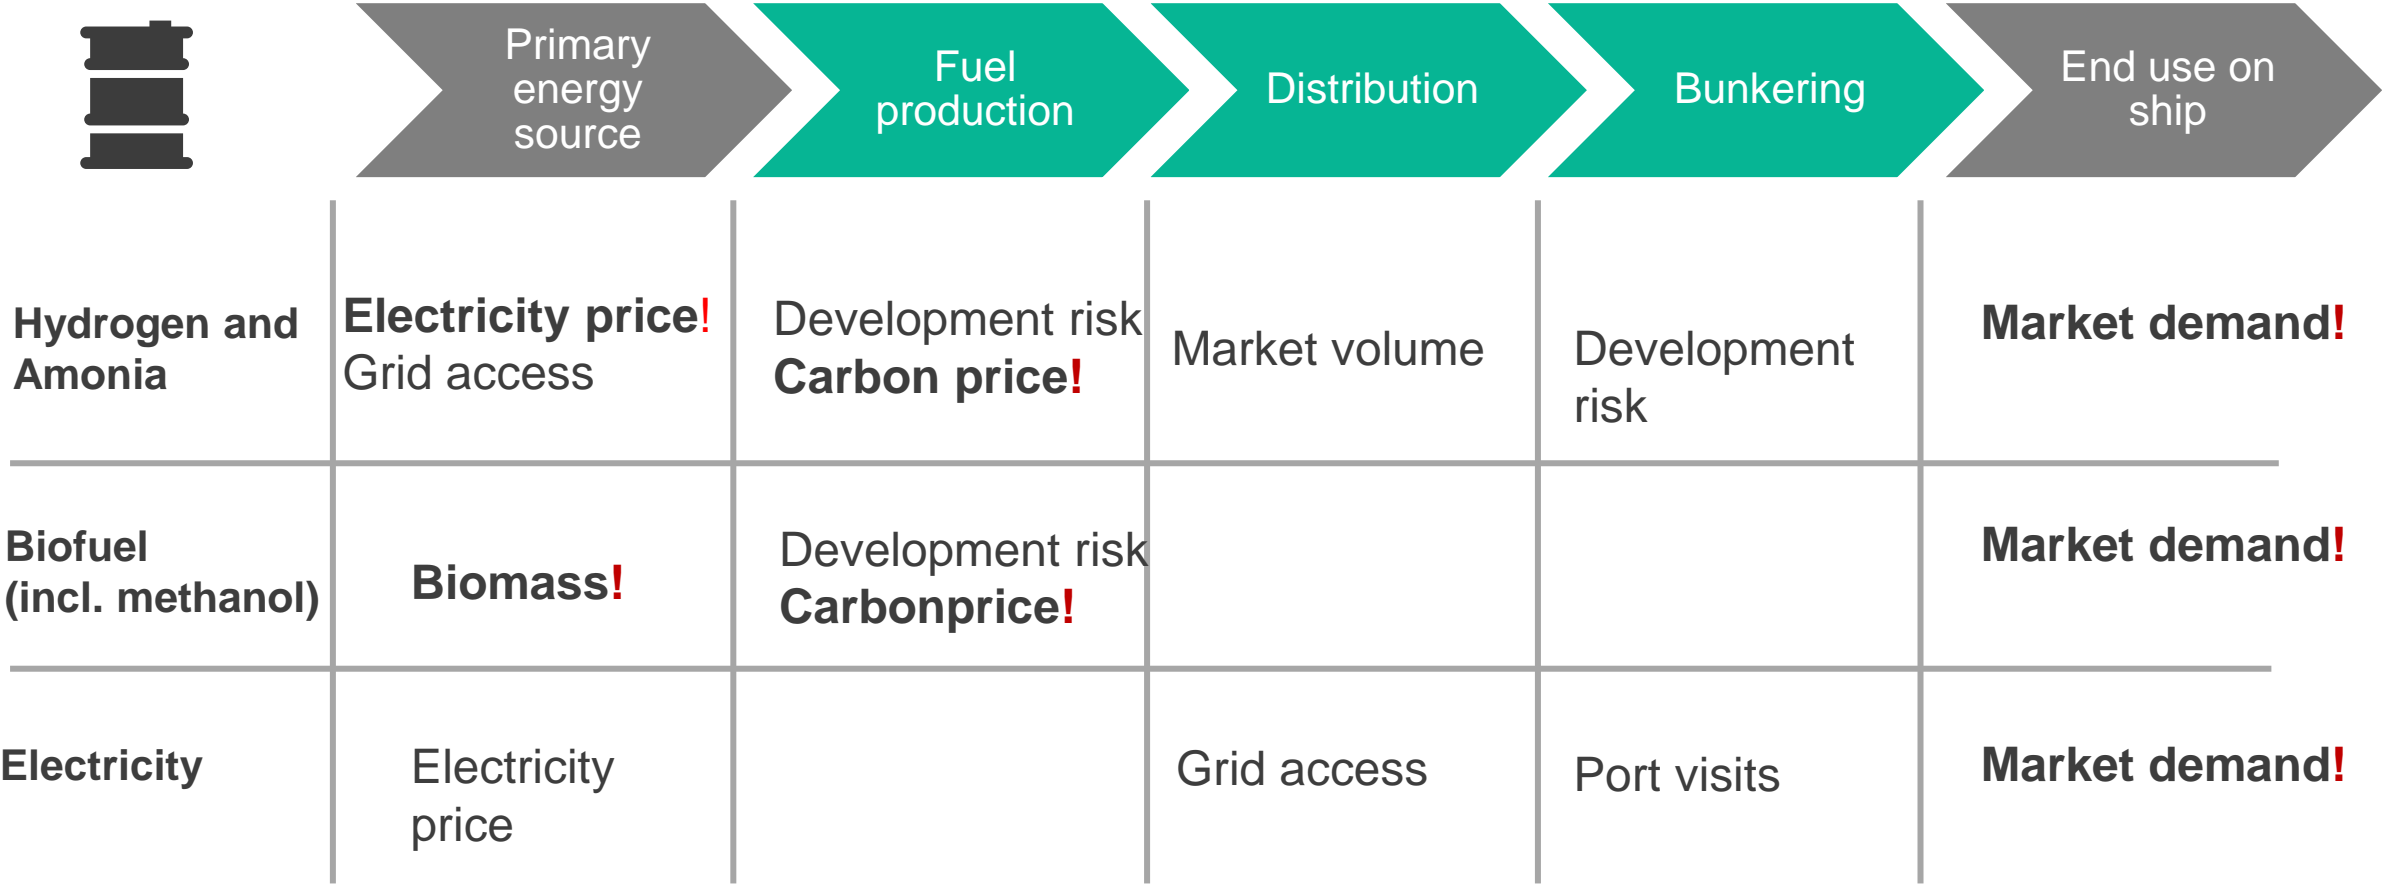 Primary
energy
source
Fuel
production
Distribution
Bunkering
End use on
ship
Hydrogen and
Amonia
Electricity price!
Grid access
Development risk
Carbon price!
Market volume
Development
risk
Market demand!
Biofuel
(incl. methanol)
Biomass!
Development risk
Carbonprice!
Market demand!
Electricity
Electricity
price
Grid access
Port visits
Market demand!